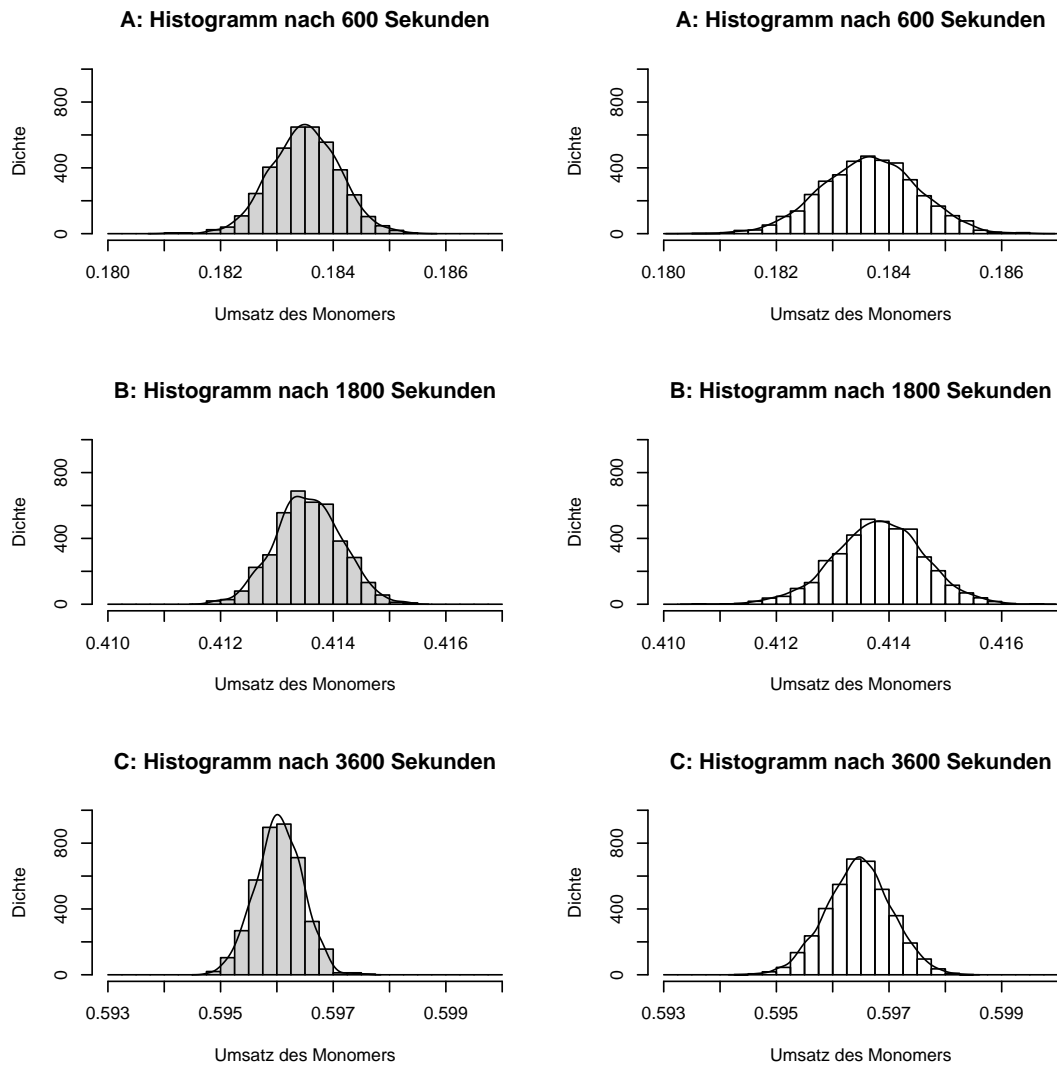 A: Histogramm nach 600 Sekunden
Dichte
0 400 800
0.180 0.182 0.184 0.186
Umsatz des Monomers
A: Histogramm nach 600 Sekunden
Dichte
0 400 800
0.180 0.182 0.184 0.186
Umsatz des Monomers
B: Histogramm nach 1800 Sekunden
Dichte
0 400 800
0.410 0.412 0.414 0.416
Umsatz des Monomers
B: Histogramm nach 1800 Sekunden
Dichte
0 400 800
0.410 0.412 0.414 0.416
Umsatz des Monomers
C: Histogramm nach 3600 Sekunden
Dichte
0 400 800
0.593 0.595 0.597 0.599
Umsatz des Monomers
C: Histogramm nach 3600 Sekunden
Dichte
0 400 800
0.593 0.595 0.597 0.599
Umsatz des Monomers